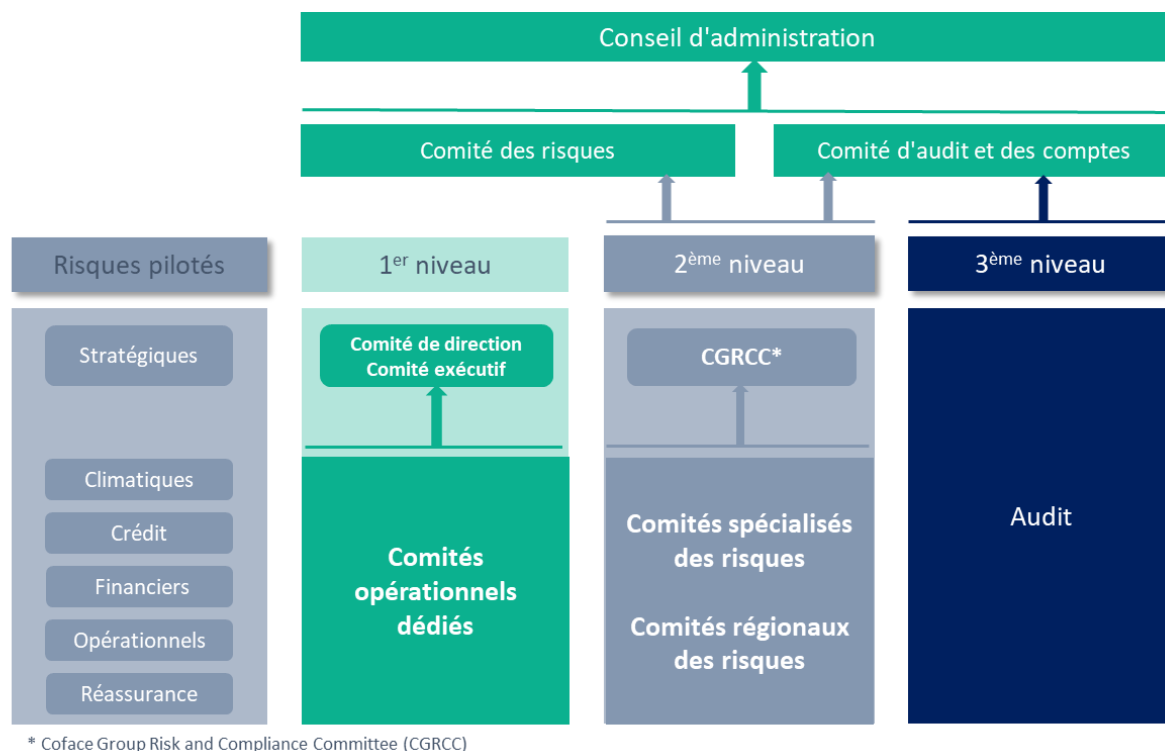 Conseil d'administration
Comité des risques
Comité d'audit et des comptes
Risques pilotés
1er niveau
2ème niveau
3ème niveau
Stratégiques
Climatiques
Crédit
Financiers
Opérationnels
Réassurance
Comité de direction
Comité exécutif
Comités
opérationnels
dédiés
CGRCC*
Comités spécialisés
des risques
Comités régionaux
des risques
Audit
* Coface Group Risk and Compliance Committee (CGRCC)